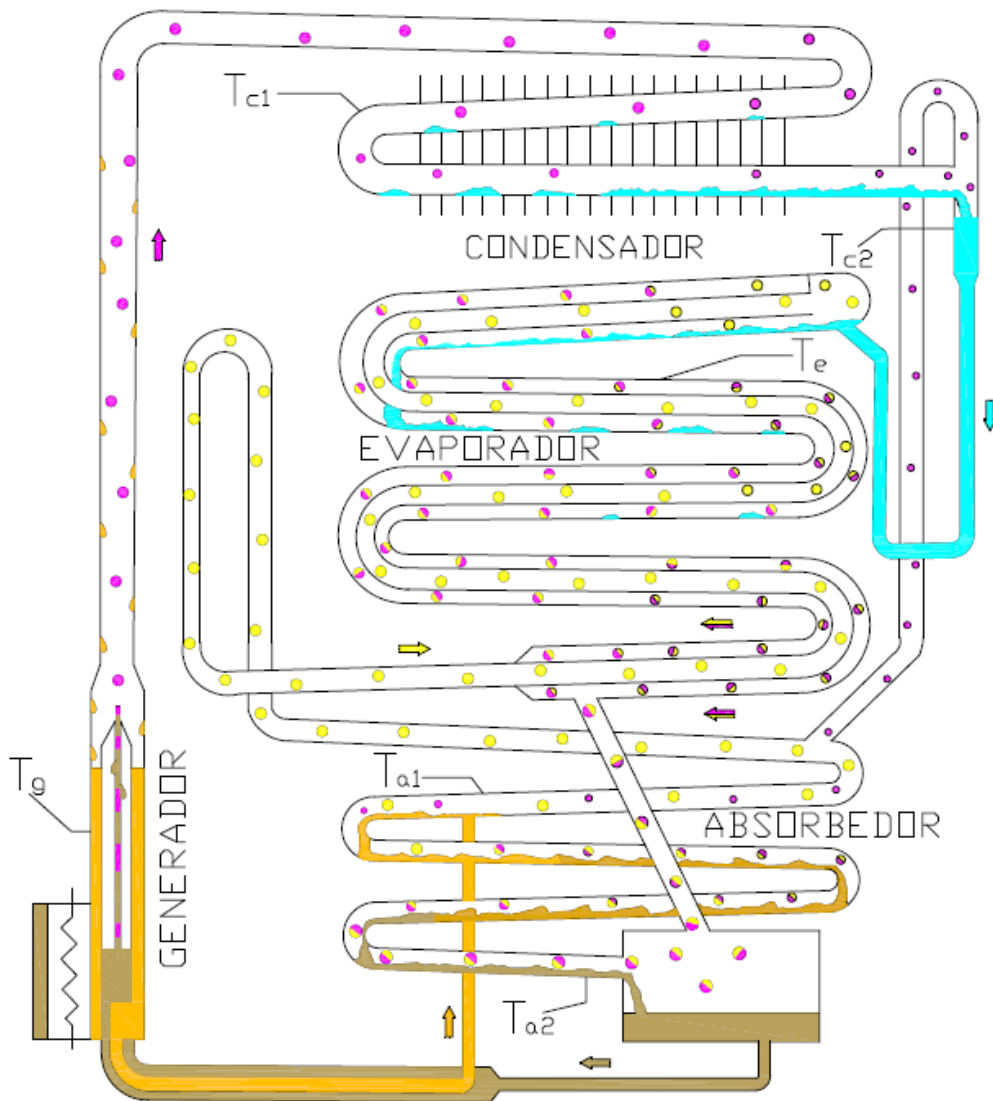 Tc1
CONDENSADOR
Tc2
Te
EVAPORADOR
Tg
GENERADOR
Ta1
ABSORBEDOR
Ta2